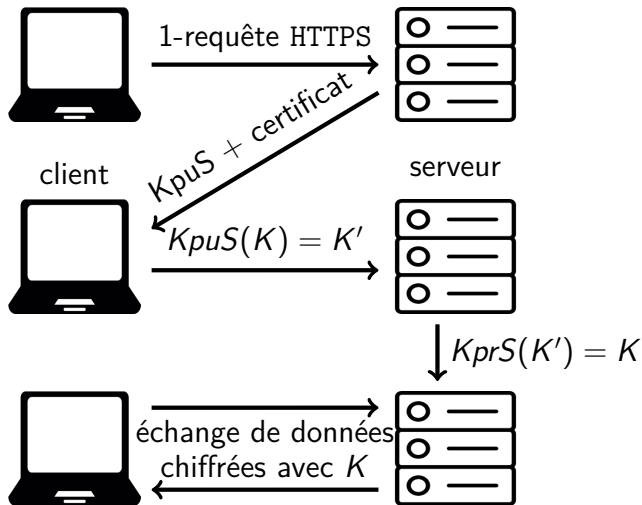 1-requête HTTPS
KpuS + certificat
client
serveur
KpuS(K) = K′
KprS(K′) = K
échange de données
chiffrées avec K